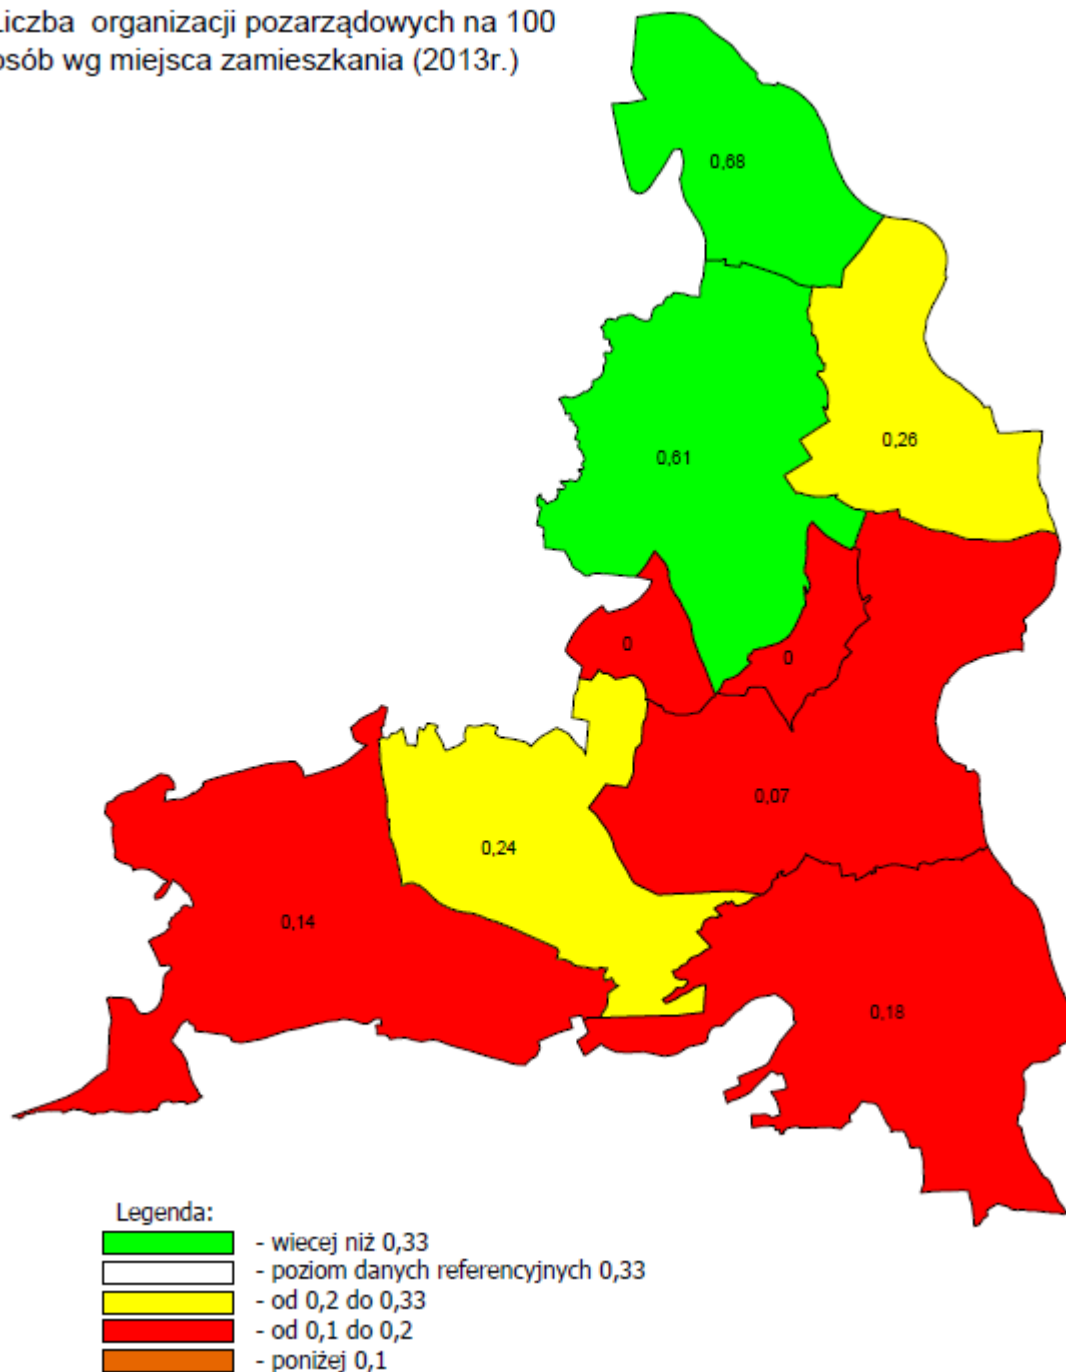 Liczba organizacji pozarządowych na 100
osób wg miejsca zamieszkania (2013r.)
0,68
0,26
0,61
0
0
0,07
0,24
0,14
0,18
Legenda:
- wiecej niż 0,33
- poziom danych referencyjnych 0,33
- od 0,2 do 0,33
- od 0,1 do 0,2
- poniżej 0,1